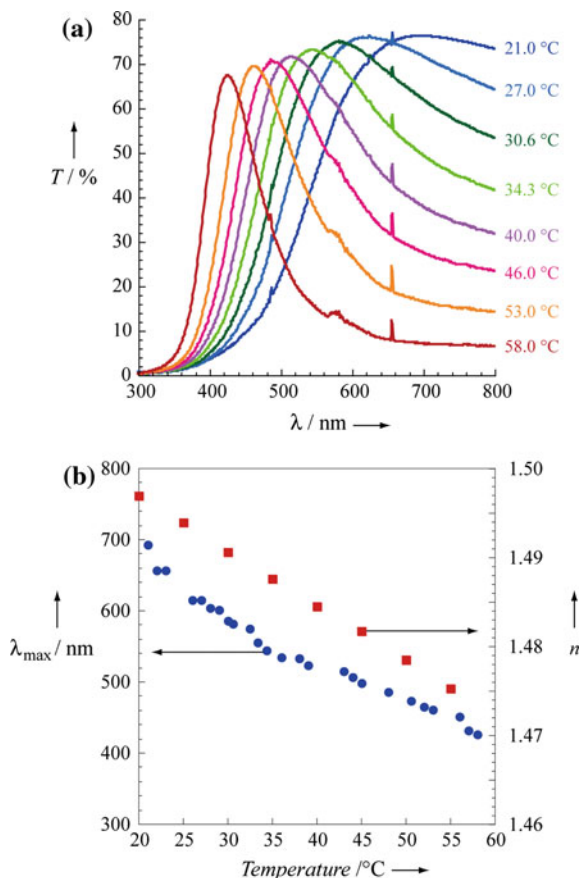 (a)
80
70
60
50
40
30
20
10
0
T / %
300 400 500 600 700 800
λ / nm
21.0 °C
27.0 °C
30.6 °C
34.3 °C
40.0 °C
46.0 °C
53.0 °C
58.0 °C
(b)
800
700
600
500
400
300
λmax / nm
1.50
1.49
1.48
1.47
1.46
n
20 25 30 35 40 45 50 55 60
Temperature /°C